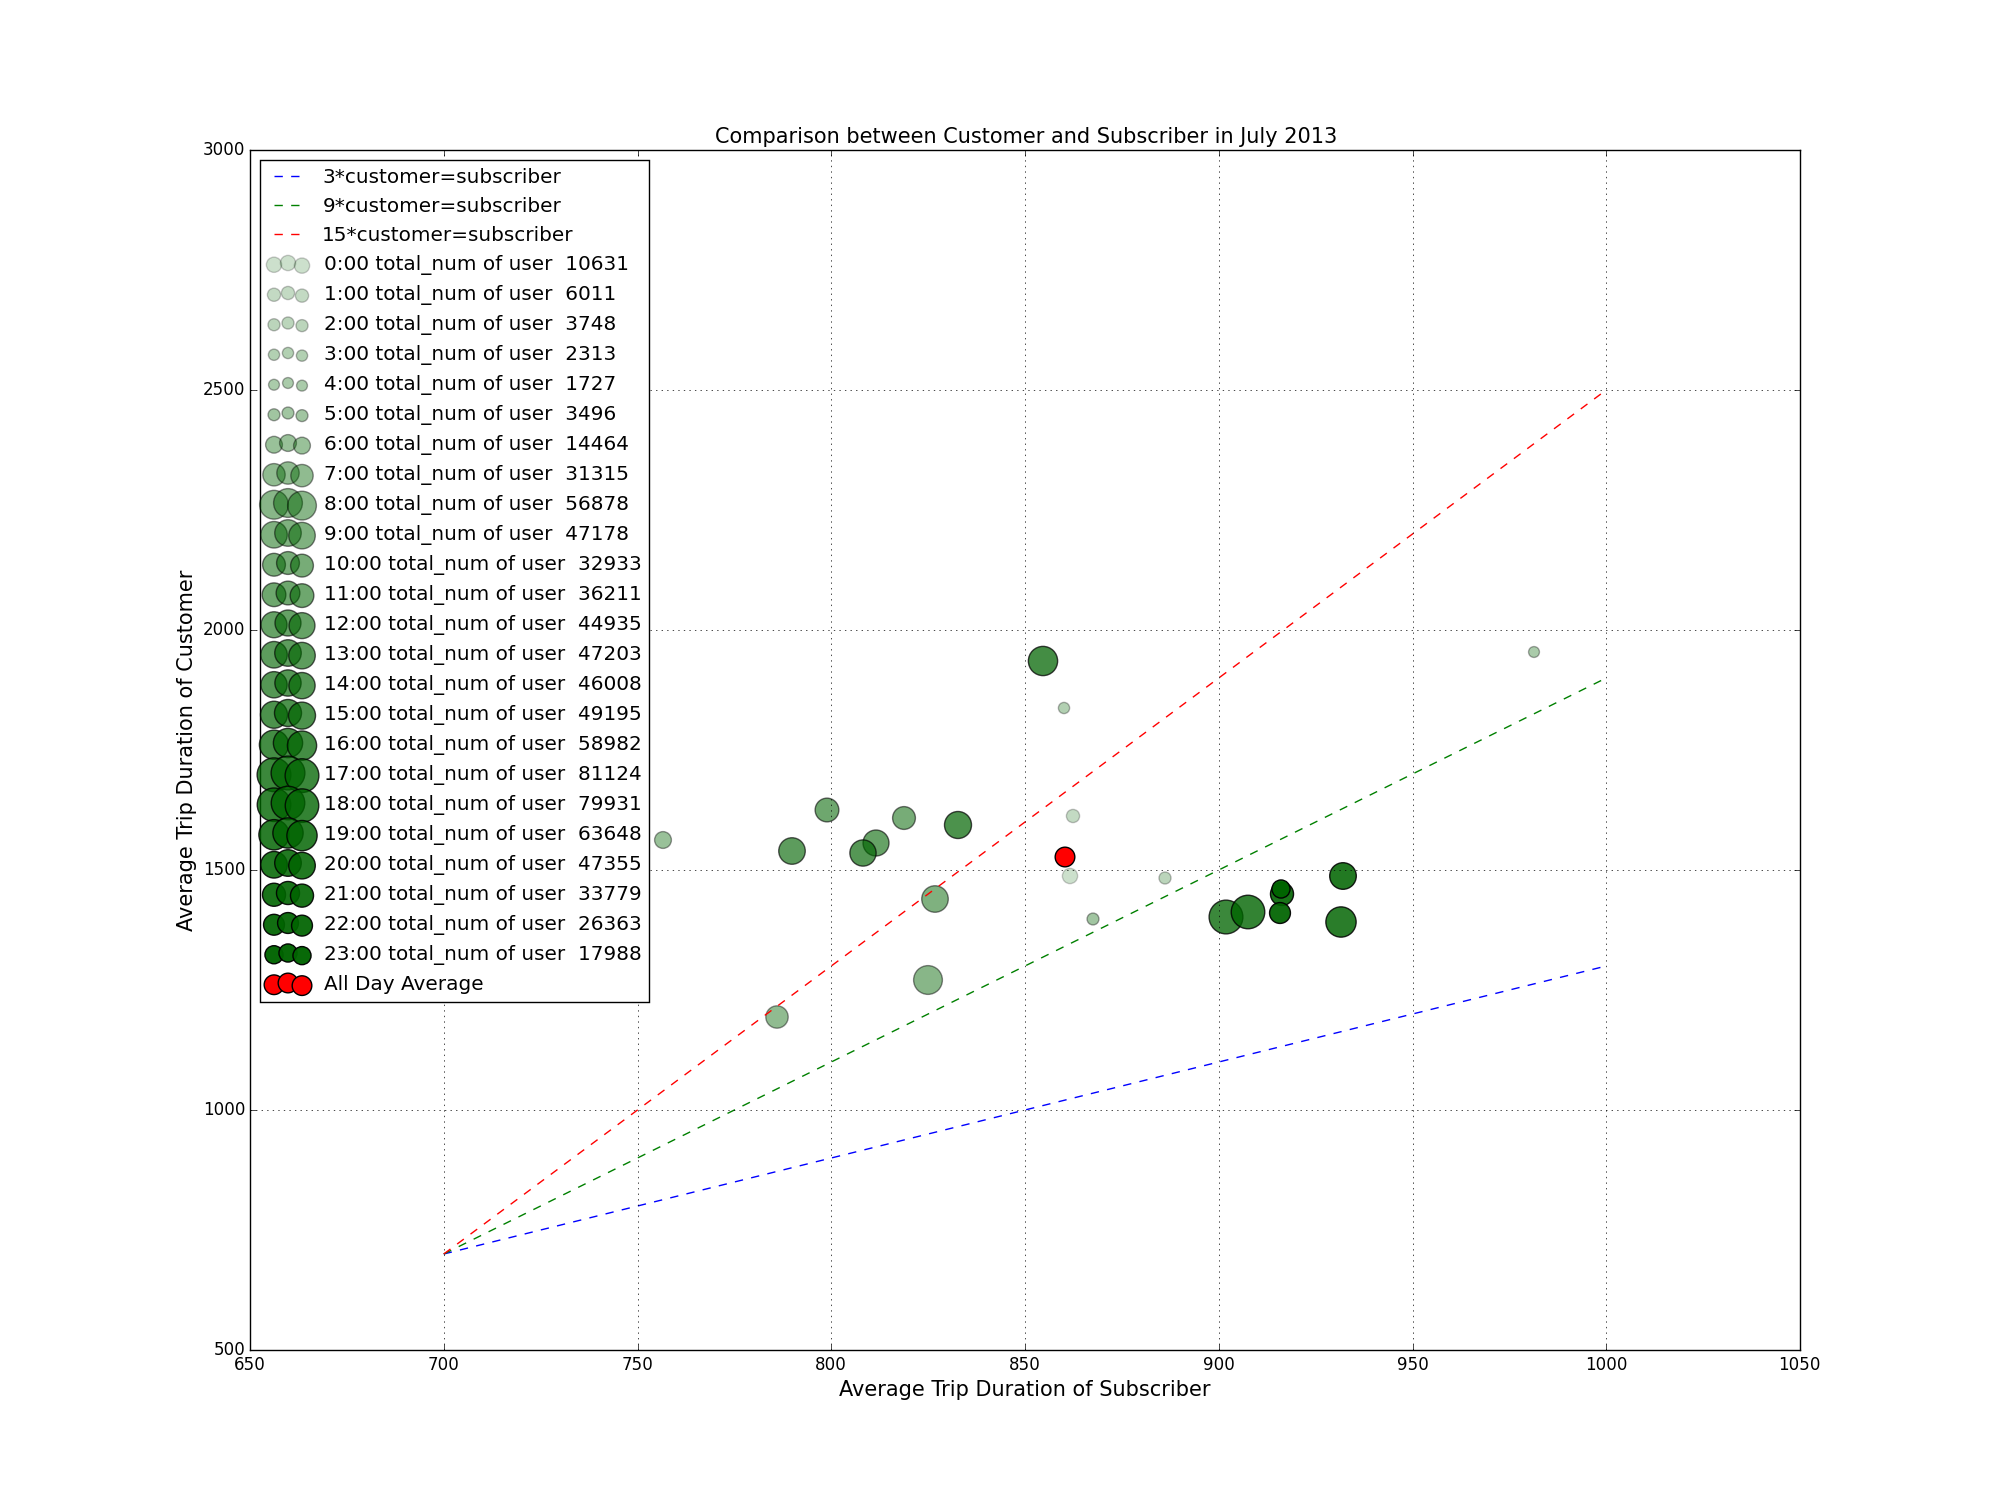 Comparison between Customer and Subscriber in July 2013
3000
2500
2000
1500
1000
500
Average Trip Duration of Customer
3*customer=subscriber
9*customer=subscriber
15*customer=subscriber
0:00 total_num of user 10631
1:00 total_num of user 6011
2:00 total_num of user 3748
3:00 total_num of user 2313
4:00 total_num of user 1727
5:00 total_num of user 3496
6:00 total_num of user 14464
7:00 total_num of user 31315
8:00 total_num of user 56878
9:00 total_num of user 47178
10:00 total_num of user 32933
11:00 total_num of user 36211
12:00 total_num of user 44935
13:00 total_num of user 47203
14:00 total_num of user 46008
15:00 total_num of user 49195
16:00 total_num of user 58982
17:00 total_num of user 81124
18:00 total_num of user 79931
19:00 total_num of user 63648
20:00 total_num of user 47355
21:00 total_num of user 33779
22:00 total_num of user 26363
23:00 total_num of user 17988
All Day Average
650 700 750 800 850 900 950 1000 1050
Average Trip Duration of Subscriber